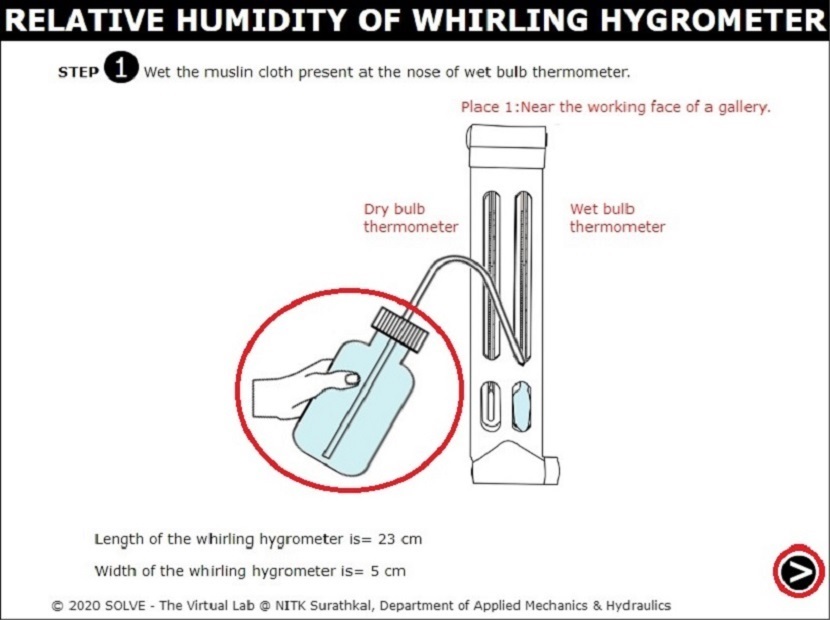 RELATIVE HUMIDITY OF WHIRLING HYGROMETER
STEP 1 Wet the muslin cloth present at the nose of wet bulb thermometer.
Place 1:Near the working face of a gallery.
Dry bulb
thermometer
Wet bulb
thermometer
Length of the whirling hygrometer is= 23 cm
Width of the whirling hygrometer is= 5 cm
© 2020 SOLVE - The Virtual Lab @ NITK Surathkal, Department of Applied Mechanics & Hydraulics